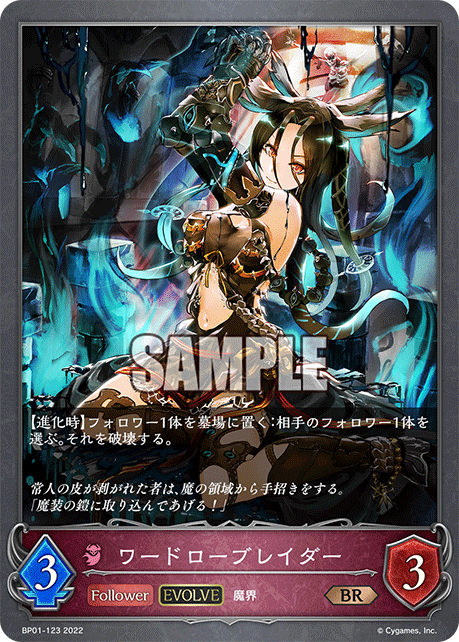 SAMPLE
【進化時】フォロワー1体を墓場に置く：相手のフォロワー1体を
選ぶ。それを破壊する。
常人の皮が剥がれた者は、魔の領域から手招きをする。
「魔装の鎧に取り込んであげる！」
ワードローブレイダー
3
3
Follower EVOLVE 魔界 BR
BP01-123 2022 © Cygames, Inc.